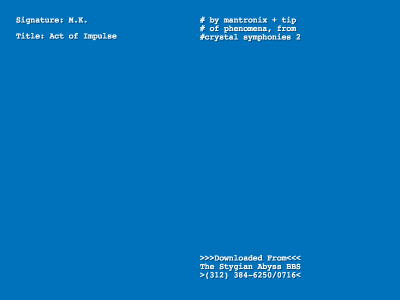 Signature: M.K.
Title: Act of Impulse
# by mantronix + tip
# of phenomena, from
#crystal symphonies 2
>>>Downloaded From<<<
The Stygian Abyss BBS
>(312) 384-6250/0716<